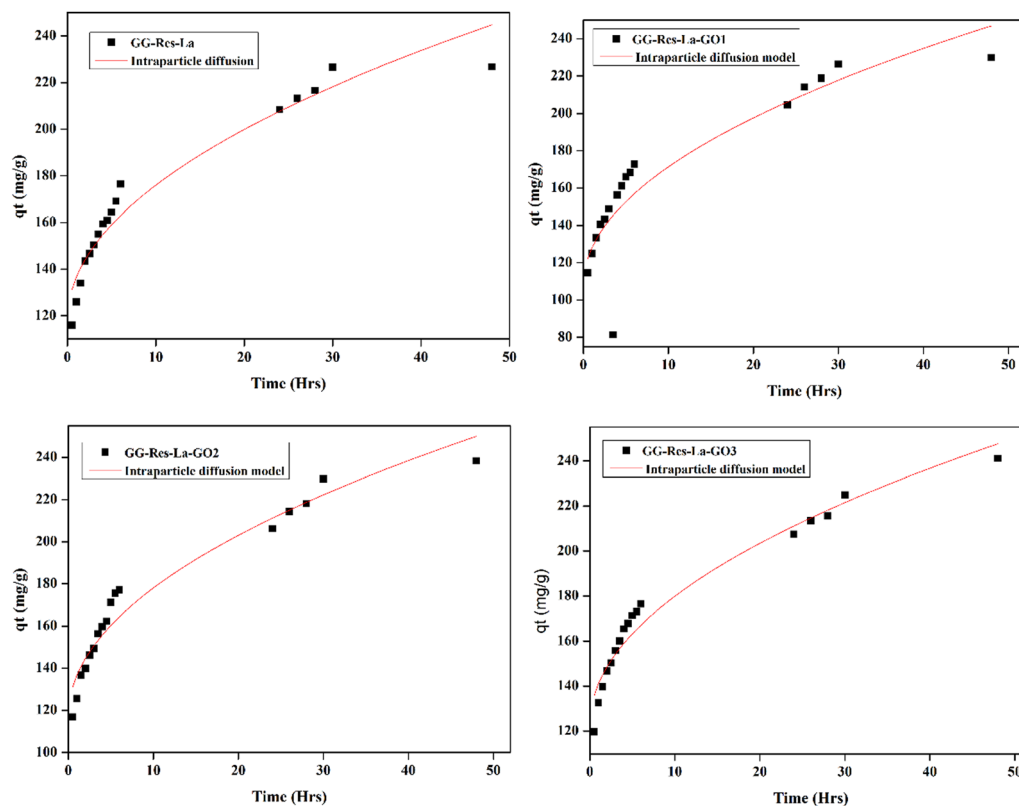 240
220
200
180
160
140
120
qt (mg/g)
GG-Res-La
Intraparticle diffusion
0 10 20 30 40 50
Time (Hrs)
240
220
200
180
160
140
120
100
80
qt (mg/g)
GG-Res-La-GO1
Intraparticle diffusion model
0 10 20 30 40 50
Time (Hrs)
240
220
200
180
160
140
120
100
qt (mg/g)
GG-Res-La-GO2
Intraparticle diffusion model
0 10 20 30 40 50
Time (Hrs)
240
220
200
180
160
140
120
qt (mg/g)
GG-Res-La-GO3
Intraparticle diffusion model
0 10 20 30 40 50
Time (Hrs)